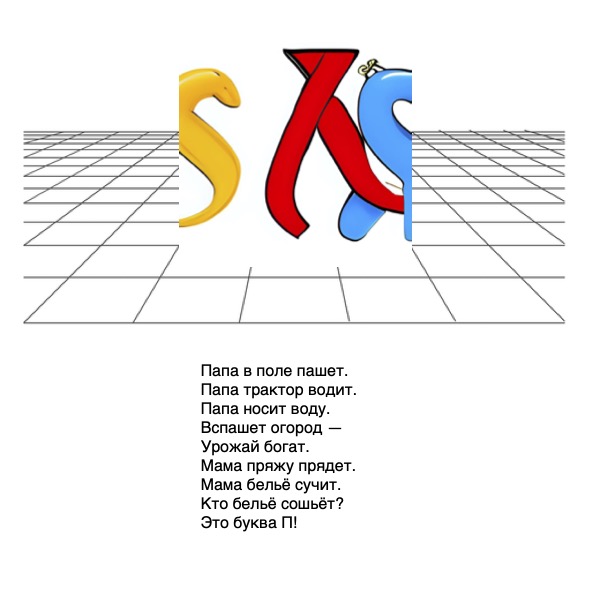 Папа в поле пашет.
Папа трактор водит.
Папа носит воду.
Вспашет огород —
Урожай богат.
Мама пряжу прядет.
Мама бельё сучит.
Кто бельё сошьёт?
Это буква П!